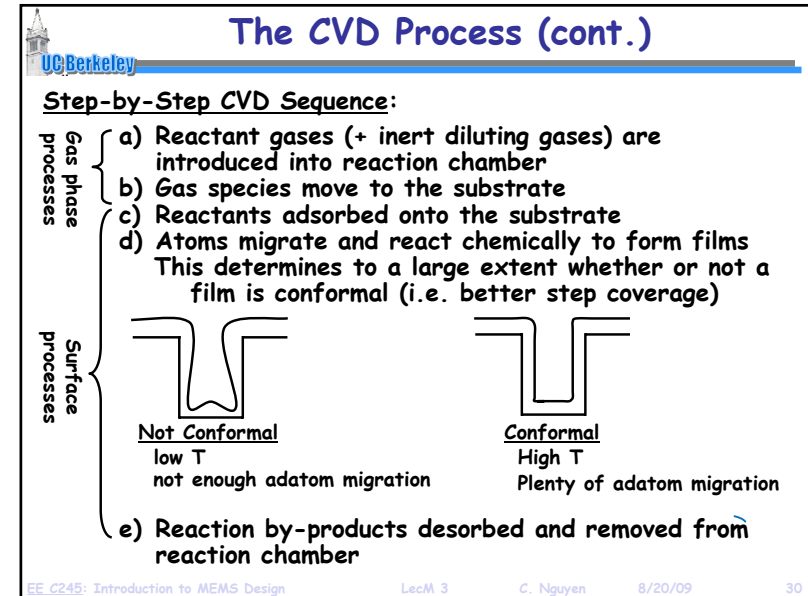 The CVD Process (cont.)
UC Berkeley
Step-by-Step CVD Sequence:
Gas phase
processes
a) Reactant gases (+ inert diluting gases) are
introduced into reaction chamber
b) Gas species move to the substrate
Surface
processes
c) Reactants adsorbed onto the substrate
d) Atoms migrate and react chemically to form films
This determines to a large extent whether or not a
film is conformal (i.e. better step coverage)
Not Conformal
low T
not enough adatom migration
Conformal
High T
Plenty of adatom migration
e) Reaction by-products desorbed and removed from
reaction chamber
EE C245: Introduction to MEMS Design LecM 3 C. Nguyen 8/20/09 30